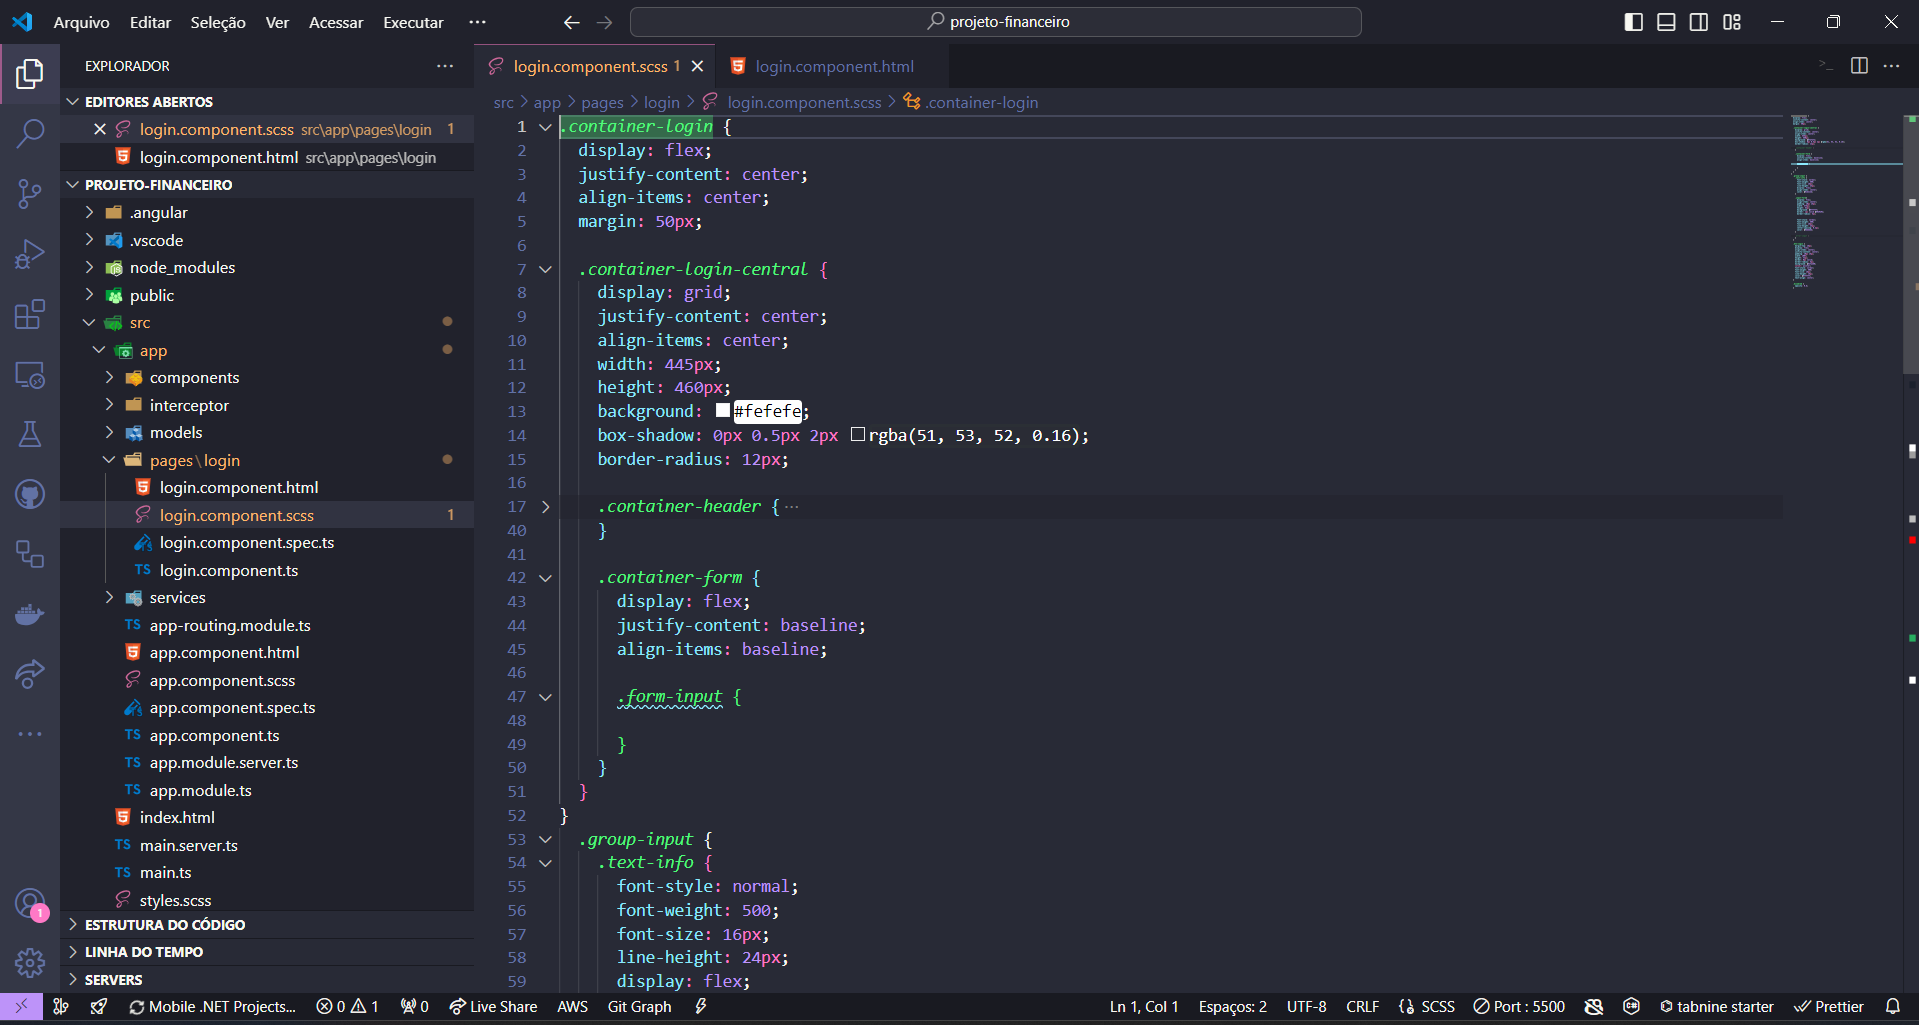 Arquivo Editar Seleção Ver Acessar Executar ··· projeto-financeiro
EXPLORADOR ···
EDITORES ABERTOS
login.component.scss src\app\pages\login 1
login.component.html src\app\pages\login
PROJETO-FINANCEIRO
.angular
.vscode
node_modules
public
src
app
components
interceptor
models
pages\login
login.component.html
login.component.scss 1
login.component.spec.ts
TS login.component.ts
services
TS app-routing.module.ts
app.component.html
app.component.scss
app.component.spec.ts
TS app.component.ts
TS app.module.server.ts
TS app.module.ts
index.html
TS main.server.ts
TS main.ts
styles.scss
ESTRUTURA DO CÓDIGO
LINHA DO TEMPO
SERVERS
1
login.component.scss 1 login.component.html
src > app > pages > login > login.component.scss > .container-login
1 .container-login {
2 display: flex;
3 justify-content: center;
4 align-items: center;
5 margin: 50px;
6
7 .container-login-central {
8 display: grid;
9 justify-content: center;
10 align-items: center;
11 width: 445px;
12 height: 460px;
13 background: #fefefe;
14 box-shadow: 0px 0.5px 2px rgba(51, 53, 52, 0.16);
15 border-radius: 12px;
16
17 .container-header { ···
40 }
41
42 .container-form {
43 display: flex;
44 justify-content: baseline;
45 align-items: baseline;
46
47 .form-input {
48
49 }
50 }
51 }
52 }
53 .group-input {
54 .text-info {
55 font-style: normal;
56 font-weight: 500;
57 font-size: 16px;
58 line-height: 24px;
59 display: flex;
Mobile .NET Projects... 0 1 0 Live Share AWS Git Graph Ln 1, Col 1 Espaços: 2 UTF-8 CRLF {} SCSS Port : 5500 tabnine starter Prettier